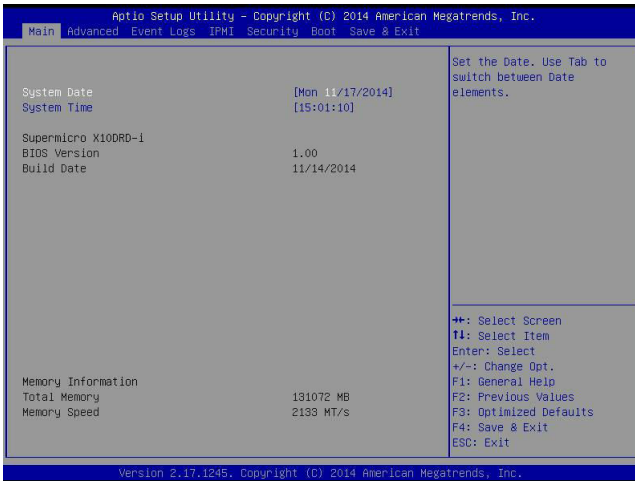 Aptio Setup Utility – Copyright (C) 2014 American Megatrends, Inc.
Main Advanced Event Logs IPMI Security Boot Save & Exit
System Date [Mon 11/17/2014]
System Time [15:01:10]
Supermicro X10DRD-i
BIOS Version 1.00
Build Date 11/14/2014
Memory Information
Total Memory 131072 MB
Memory Speed 2133 MT/s
Set the Date. Use Tab to
switch between Date
elements.
→←: Select Screen
↑↓: Select Item
Enter: Select
+/-: Change Opt.
F1: General Help
F2: Previous Values
F3: Optimized Defaults
F4: Save & Exit
ESC: Exit
Version 2.17.1245. Copyright (C) 2014 American Megatrends, Inc.